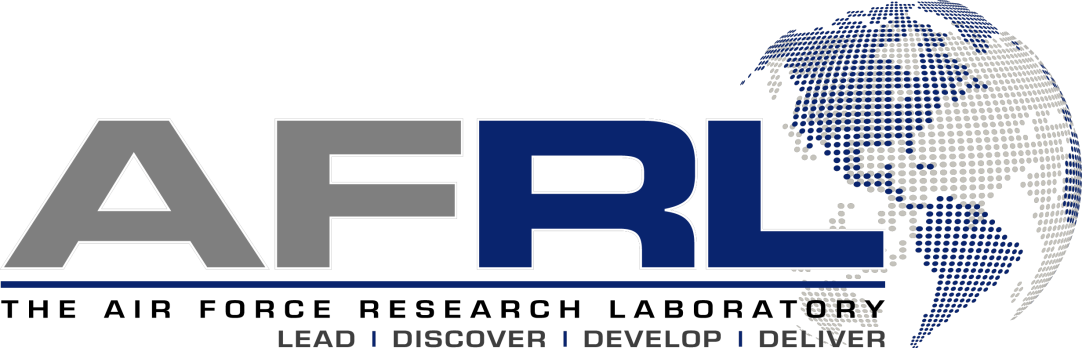 AFRL
THE AIR FORCE RESEARCH LABORATORY
LEAD | DISCOVER | DEVELOP | DELIVER